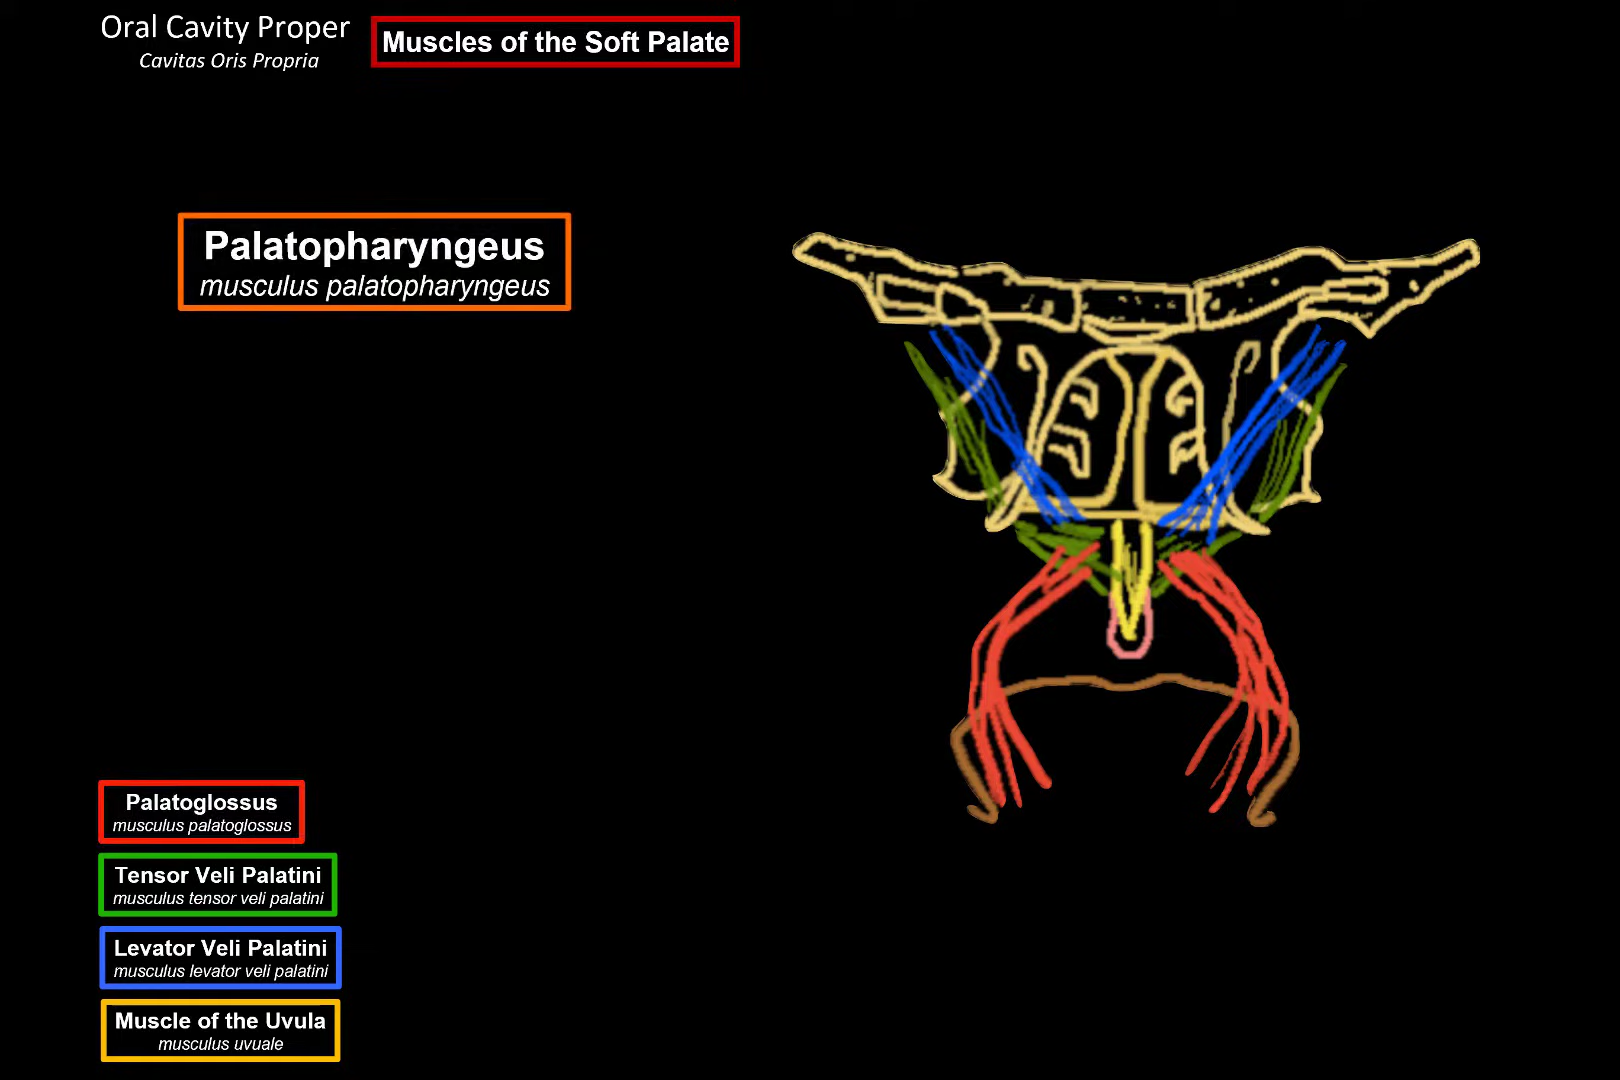 Oral Cavity Proper
Cavitas Oris Propria
Muscles of the Soft Palate
Palatopharyngeus
musculus palatopharyngeus
Palatoglossus
musculus palatoglossus
Tensor Veli Palatini
musculus tensor veli palatini
Levator Veli Palatini
musculus levator veli palatini
Muscle of the Uvula
musculus uvuale